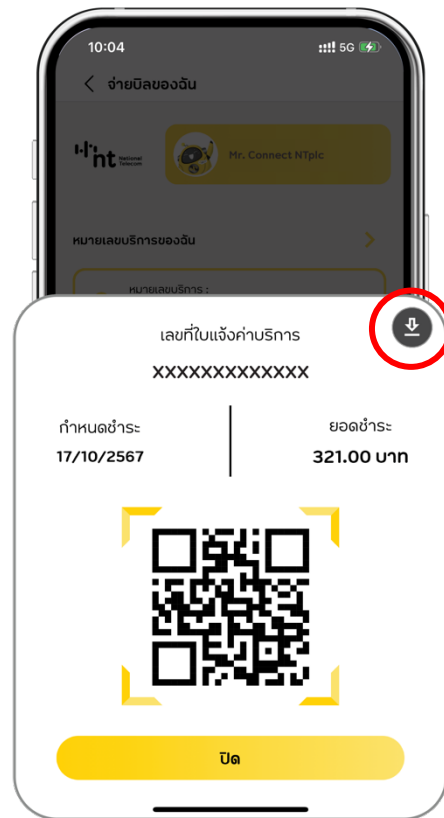 10:04
5G
จ่ายบิลของฉัน
nt National Telecom
Mr. Connect NTplc
หมายเลขบริการของฉัน
หมายเลขบริการ :
เลขที่ใบแจ้งค่าบริการ
XXXXXXXXXXXXX
กำหนดชำระ
17/10/2567
ยอดชำระ
321.00 บาท
ปิด